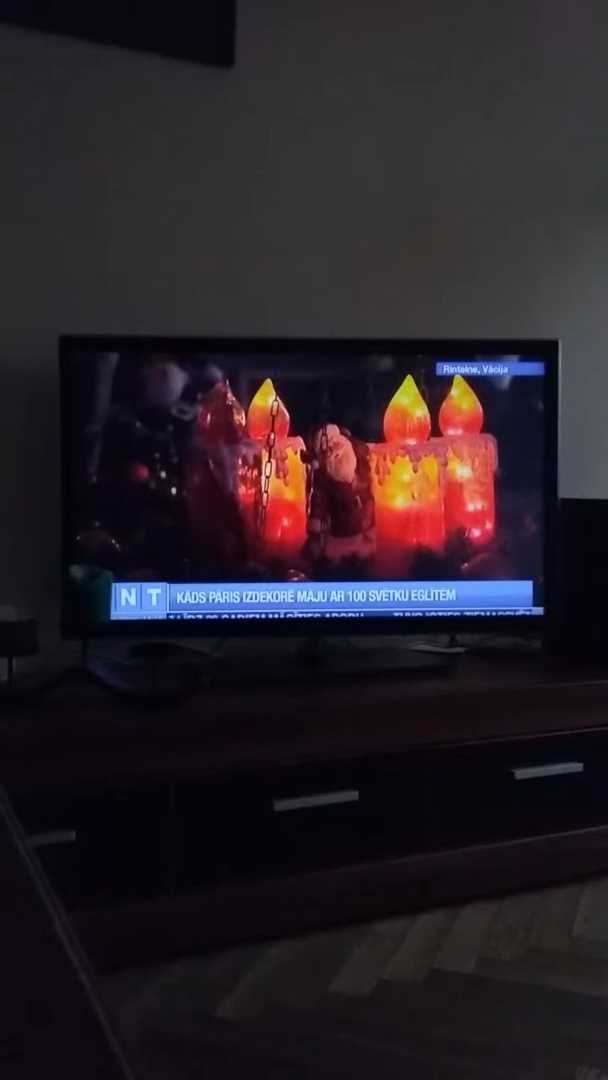 Rintelne, Vācija
NT KĀDS PĀRIS IZDEKORĒ MĀJU AR 100 SVĒTKU EGLĪTĒM